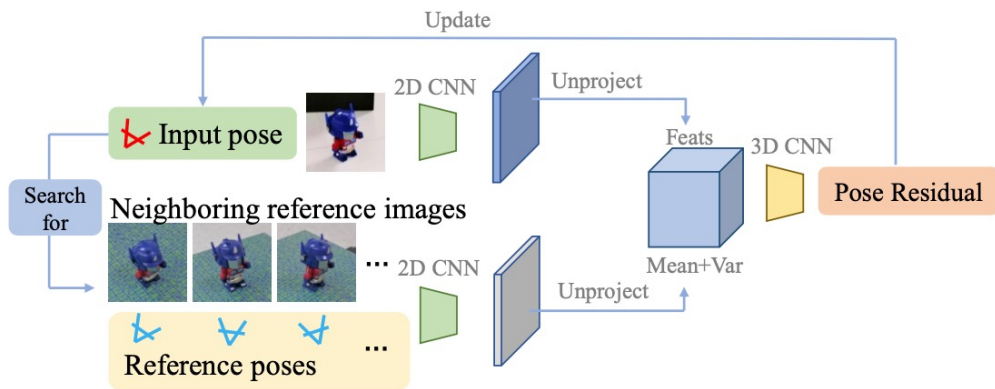 Update
2D CNN
Unproject
Input pose
Feats
3D CNN
Search
for
Pose Residual
Neighboring reference images
...
2D CNN
Mean+Var
Unproject
...
Reference poses